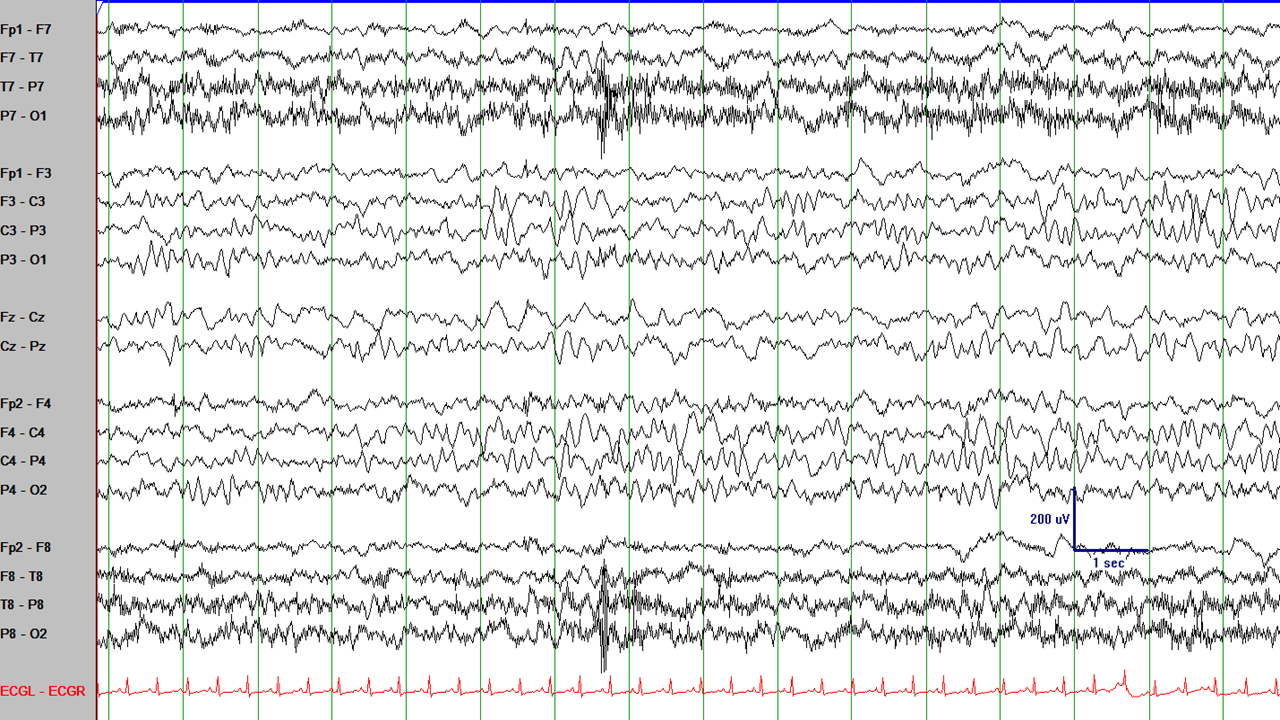 Fp1 - F7
F7 - T7
T7 - P7
P7 - O1
Fp1 - F3
F3 - C3
C3 - P3
P3 - O1
Fz - Cz
Cz - Pz
Fp2 - F4
F4 - C4
C4 - P4
P4 - O2
200 uV
Fp2 - F8
1 sec
F8 - T8
T8 - P8
P8 - O2
ECGL - ECGR